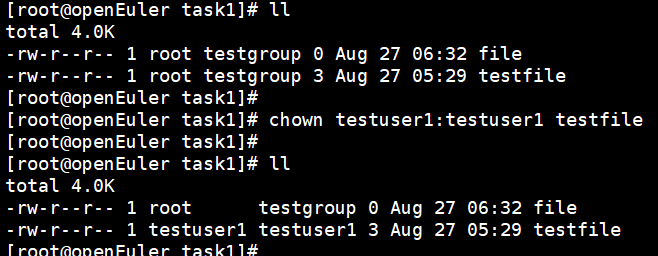 [root@openEuler task1]# ll
total 4.0K
-rw-r--r-- 1 root testgroup 0 Aug 27 06:32 file
-rw-r--r-- 1 root testgroup 3 Aug 27 05:29 testfile
[root@openEuler task1]#
[root@openEuler task1]# chown testuser1:testuser1 testfile
[root@openEuler task1]#
[root@openEuler task1]# ll
total 4.0K
-rw-r--r-- 1 root      testgroup 0 Aug 27 06:32 file
-rw-r--r-- 1 testuser1 testuser1 3 Aug 27 05:29 testfile
[root@openEuler task1]#